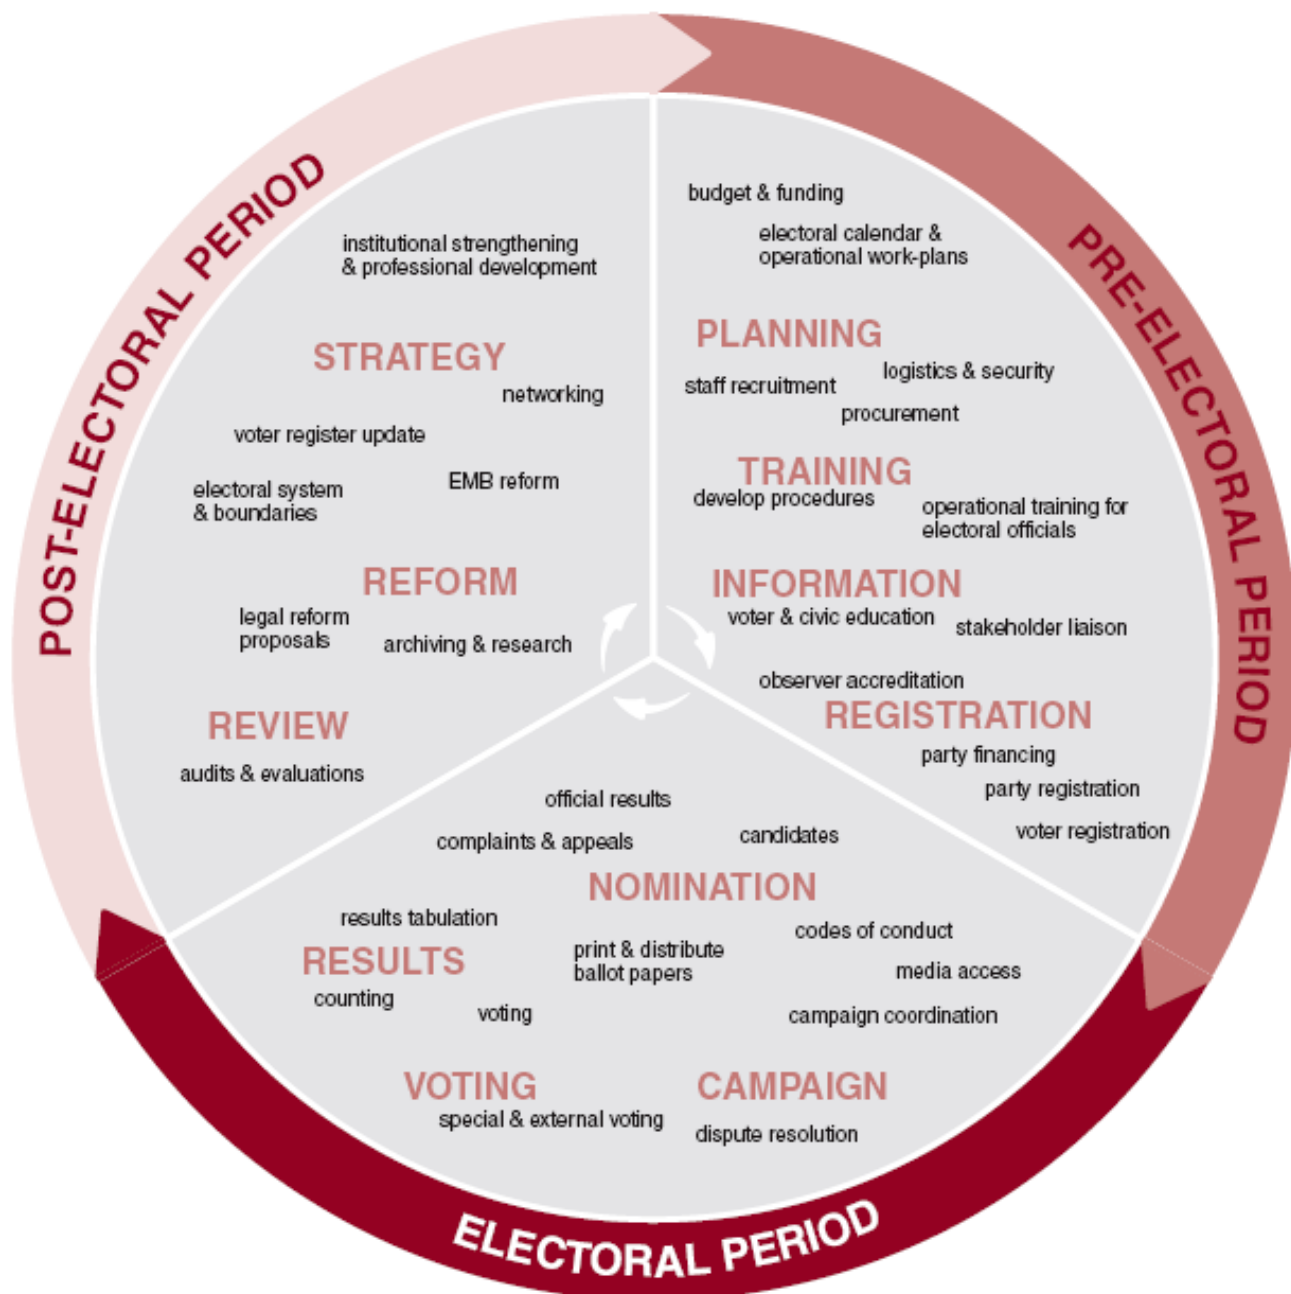 POST-ELECTORAL PERIOD
institutional strengthening
& professional development
STRATEGY
networking
voter register update
EMB reform
electoral system
& boundaries
REFORM
legal reform
proposals
archiving & research
REVIEW
audits & evaluations
PRE-ELECTORAL PERIOD
budget & funding
electoral calendar &
operational work-plans
PLANNING
logistics & security
staff recruitment
procurement
TRAINING
develop procedures
operational training for
electoral officials
INFORMATION
voter & civic education
stakeholder liaison
observer accreditation
REGISTRATION
party financing
party registration
voter registration
official results
complaints & appeals
candidates
NOMINATION
results tabulation
codes of conduct
RESULTS
print & distribute
ballot papers
media access
counting
voting
campaign coordination
VOTING
CAMPAIGN
special & external voting
dispute resolution
ELECTORAL PERIOD